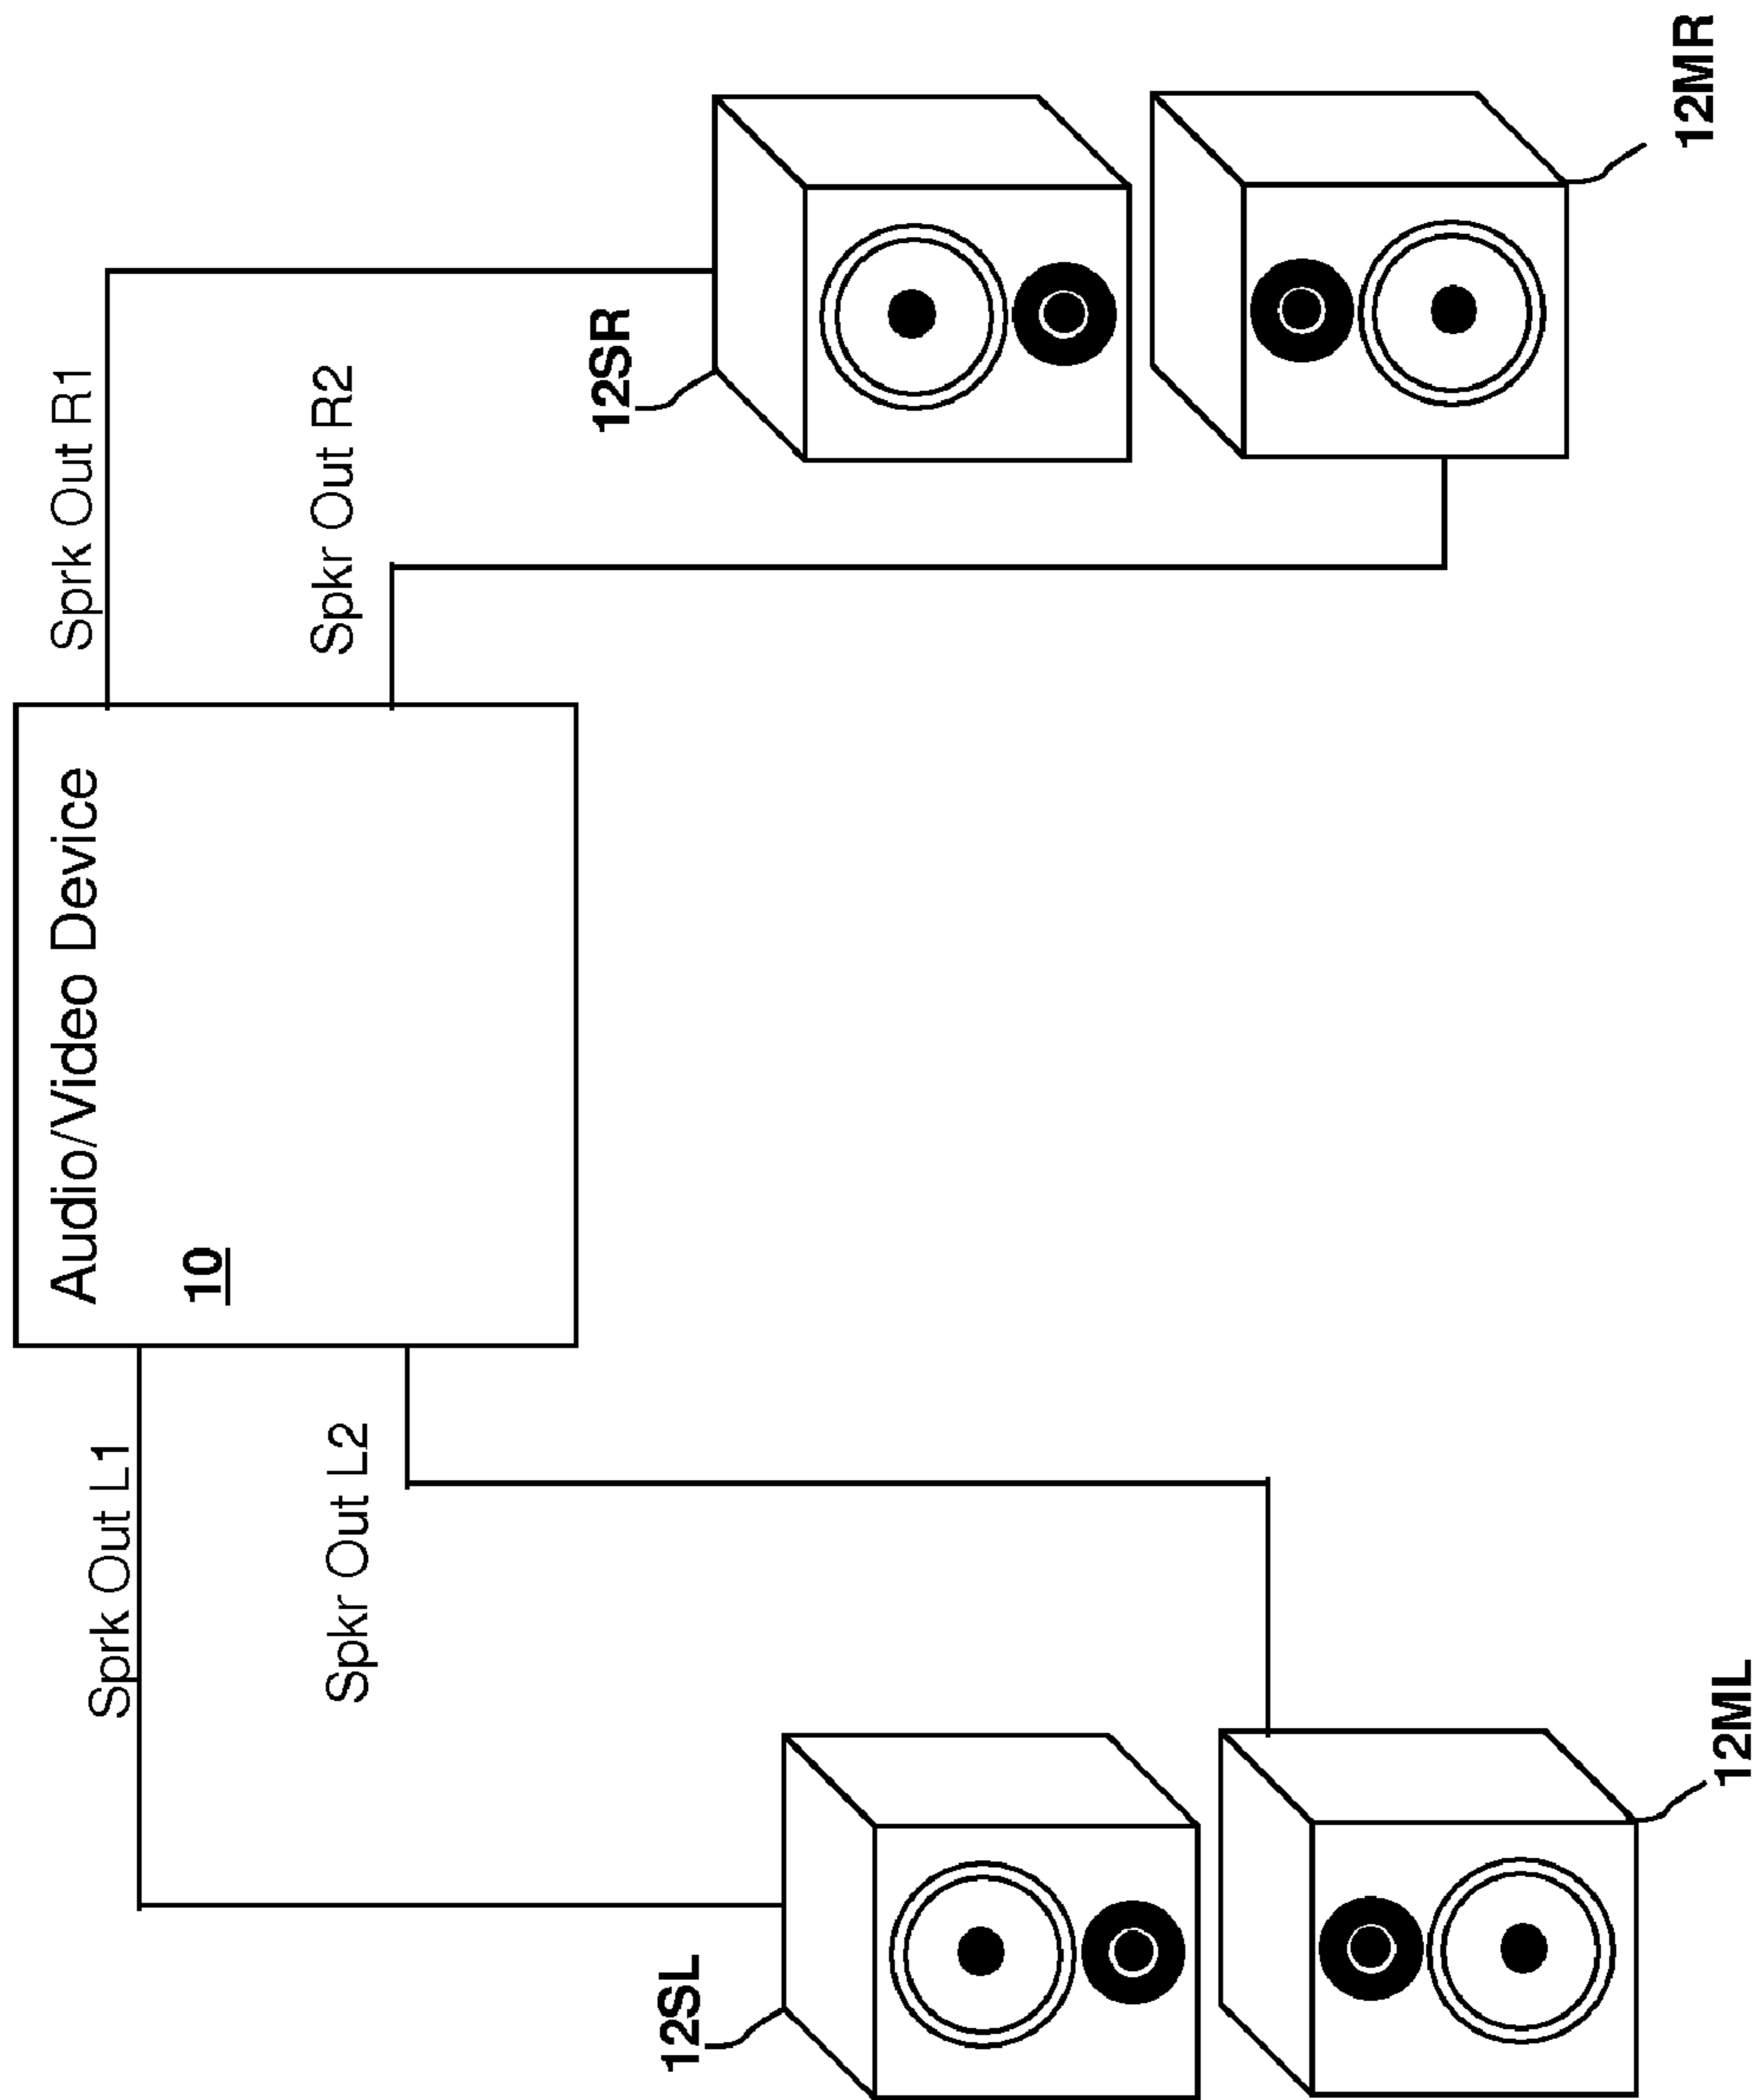 Audio/Video Device
10
Sprk Out L1
Spkr Out L2
Sprk Out R1
Spkr Out R2
12SL
12ML
12SR
12MR